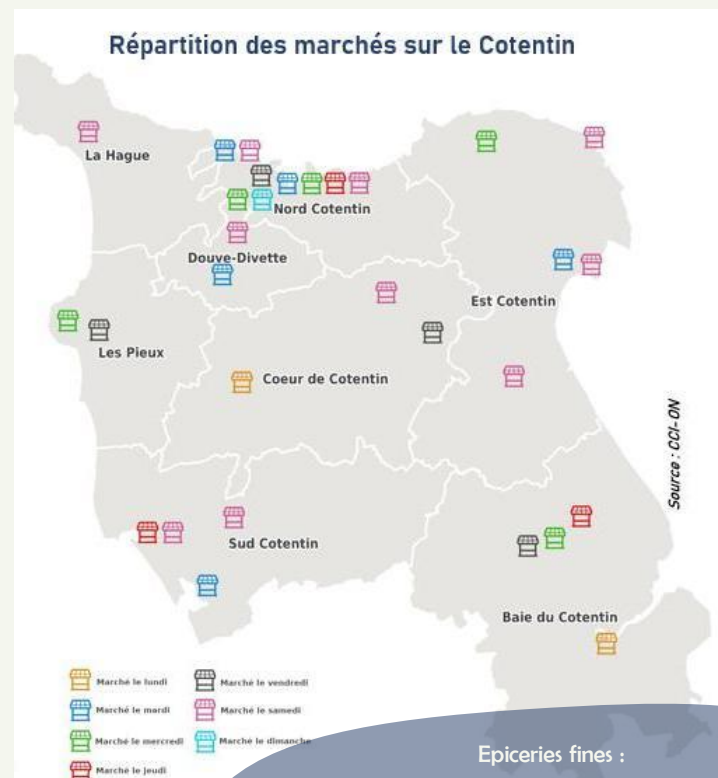 Répartition des marchés sur le Cotentin
La Hague
Nord Cotentin
Douve-Divette
Est Cotentin
Les Pieux
Coeur de Cotentin
Source : CCI-ON
Sud Cotentin
Baie du Cotentin
Marché le lundi
Marché le vendredi
Marché le mardi
Marché le samedi
Marché le mercredi
Marché le dimanche
Marché le jeudi
Epiceries fines :